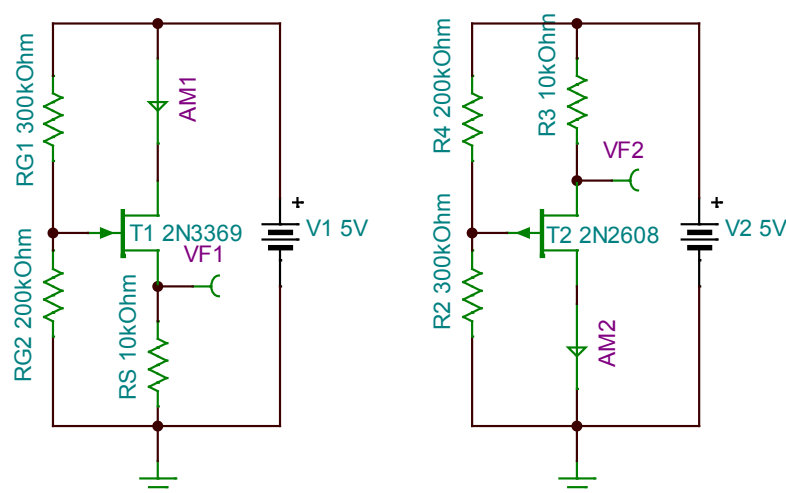 RG1 300kOhm
AM1
T1 2N3369
VF1
+
V1 5V
RG2 200kOhm
RS 10kOhm
R4 200kOhm
R3 10kOhm
VF2
T2 2N2608
+
V2 5V
R2 300kOhm
AM2